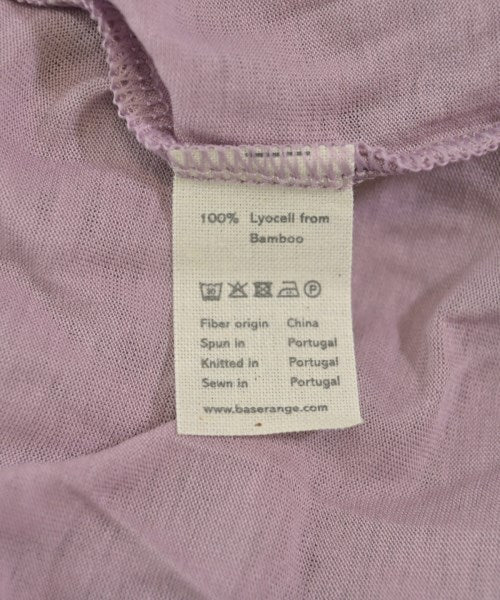 100% Lyocell from
Bamboo
30
P
Fiber origin China
Spun in Portugal
Knitted in Portugal
Sewn in Portugal
www.baserange.com